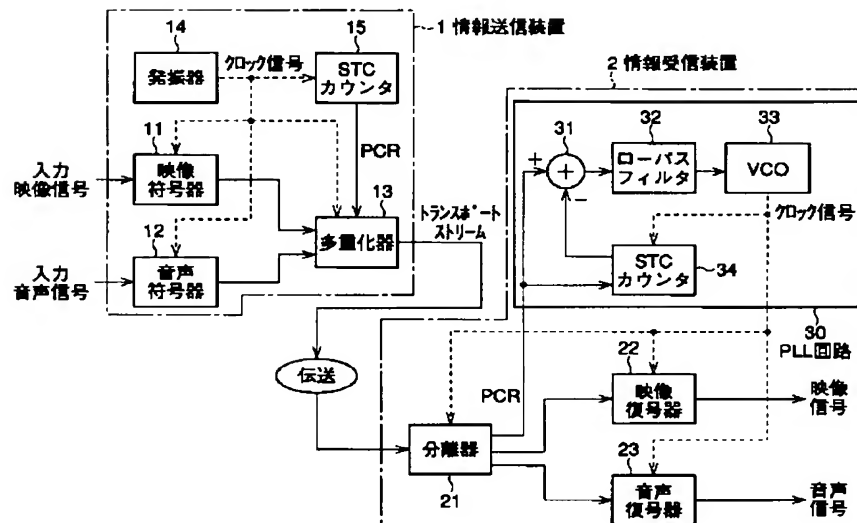 1 情報送信装置
14
発振器
クロック信号
15
STC
カウンタ
2 情報受信装置
11
入力
映像信号
映像
符号器
PCR
13
多重化器
トランスポート
ストリーム
12
入力
音声信号
音声
符号器
31
+
+
−
32
ローパス
フィルタ
33
VCO
クロック信号
STC
カウンタ
34
30
PLL回路
伝送
PCR
分離器
21
22
映像
復号器
映像
信号
23
音声
復号器
音声
信号